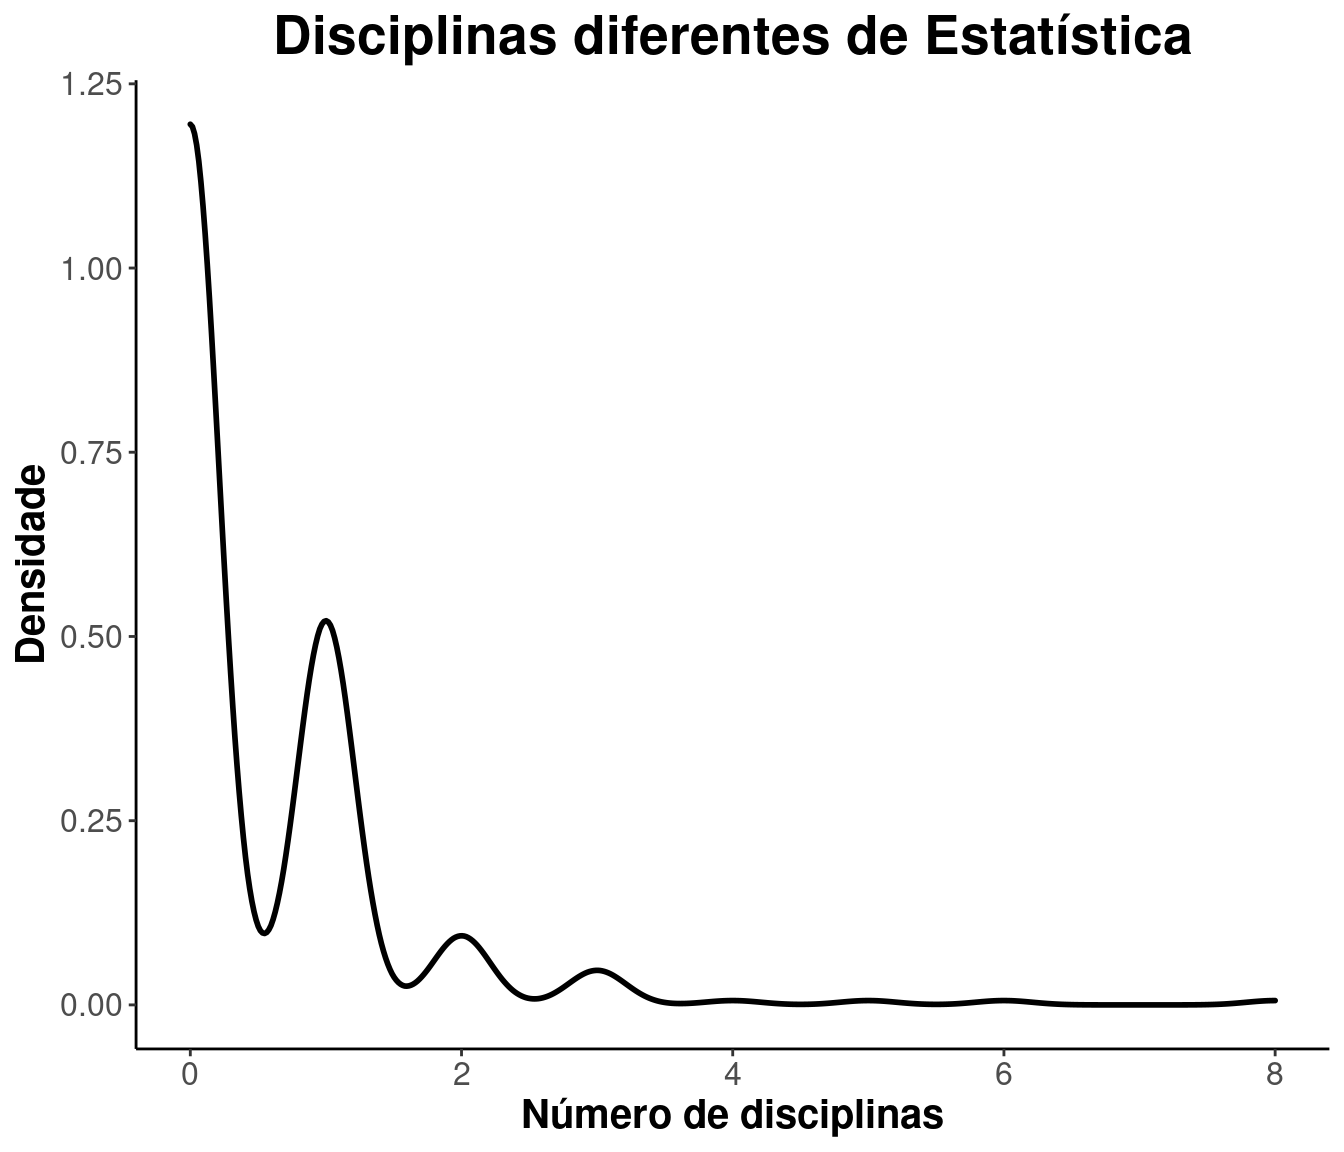 Disciplinas diferentes de Estatística
1.25
1.00
0.75
0.50
0.25
0.00
Densidade
0 2 4 6 8
Número de disciplinas